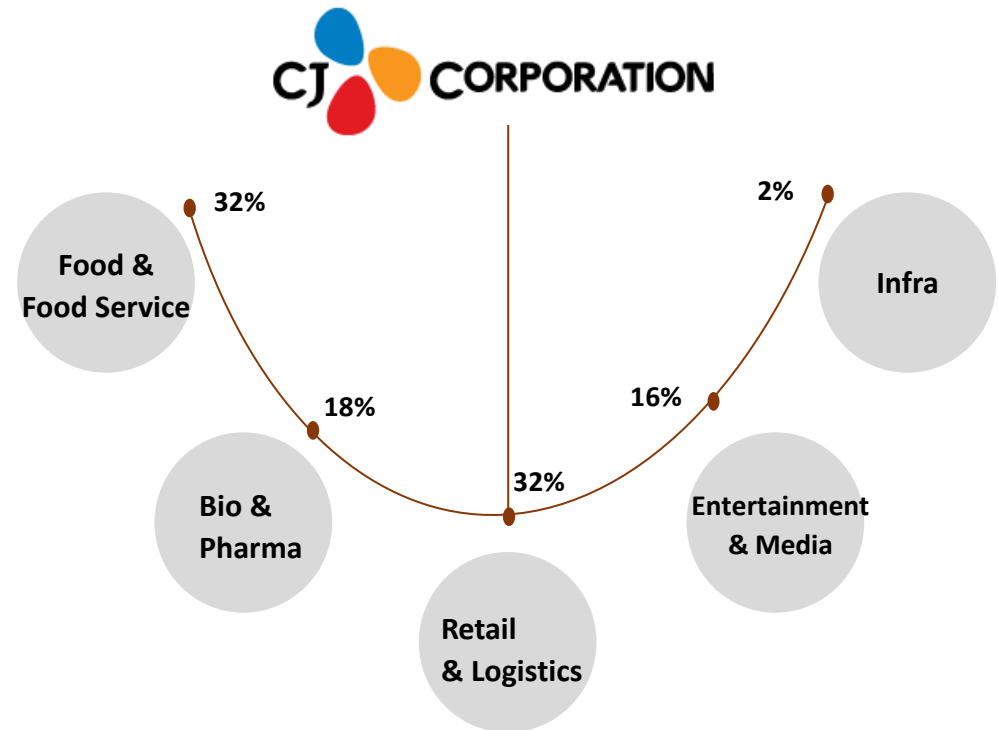 CJ CORPORATION
32%
2%
Food &
Food Service
Infra
18%
16%
32%
Bio &
Pharma
Entertainment
& Media
Retail
& Logistics